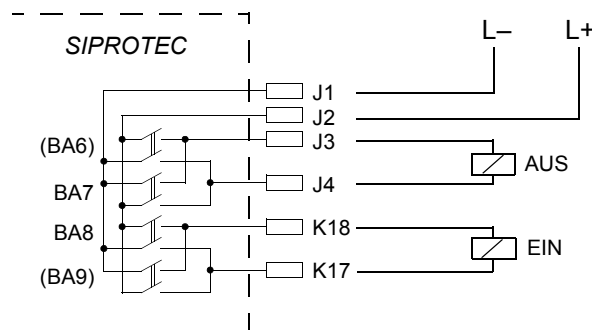 SIPROTEC
L– L+
J1
J2
(BA6) J3
AUS
BA7 J4
BA8 K18
EIN
(BA9) K17